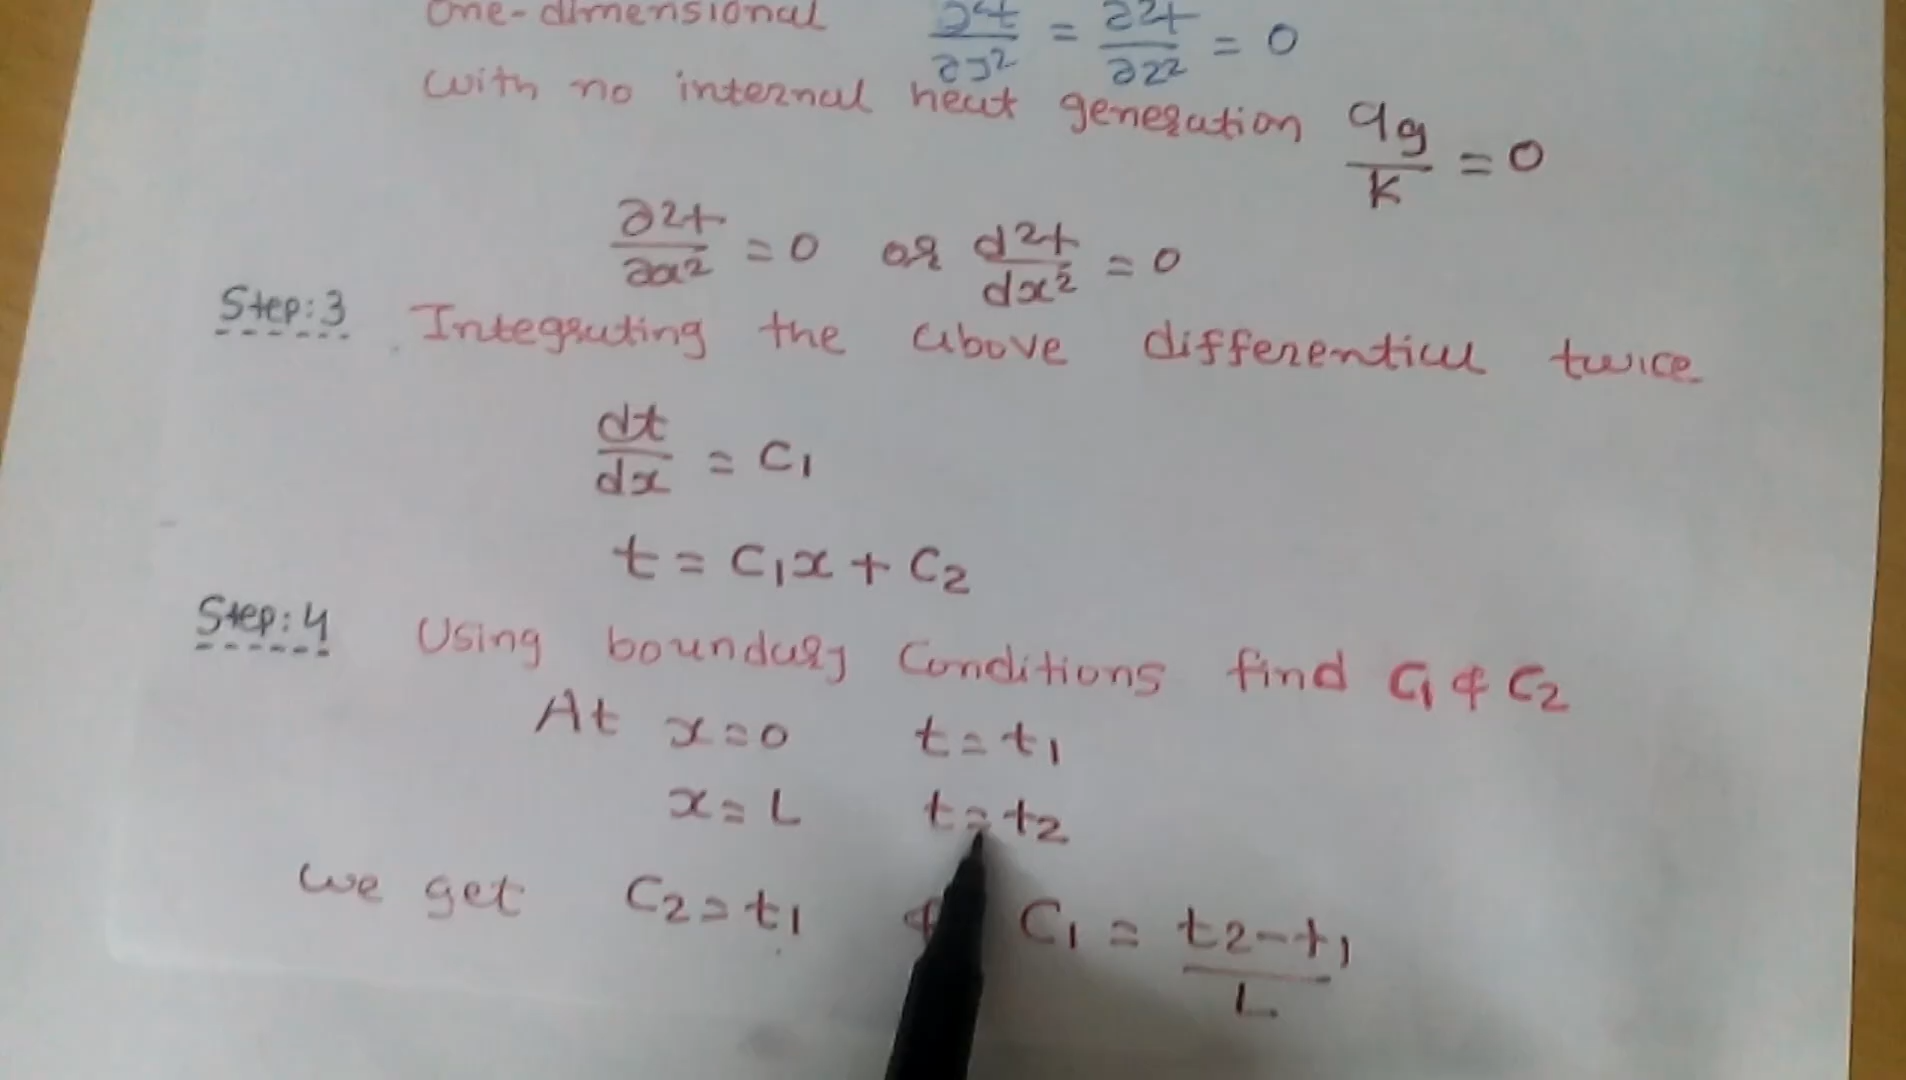 One-dimensional ∂²t/∂y² = ∂²t/∂z² = 0
with no internal heat generation qg/k = 0
∂²t/∂x² = 0 or d²t/dx² = 0
Step:3 Integrating the above differential twice
dt/dx = C₁
t = C₁x + C₂
Step:4 Using boundary Conditions find C₁ & C₂
At x=0 t=t₁
x=L t=t₂
we get C₂=t₁ & C₁ = t₂-t₁/L